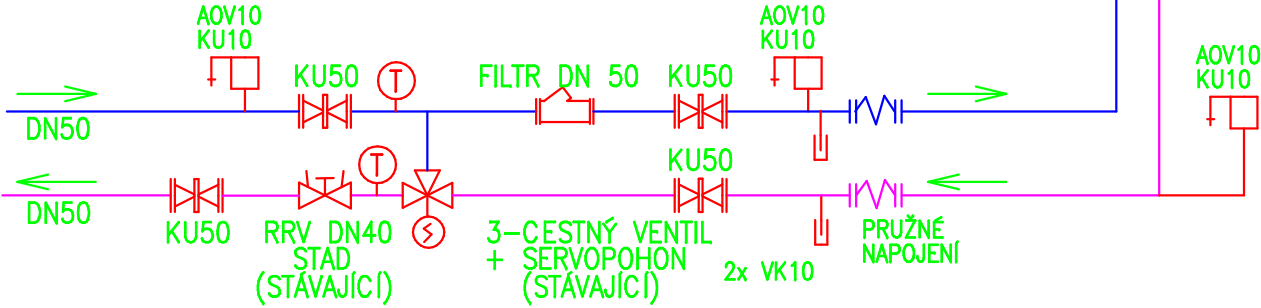 AOV10
KU10
AOV10
KU10
AOV10
KU10
KU50
T
FILTR DN 50
KU50
DN50
T
KU50
DN50
KU50
RRV DN40
STAD
(STÁVAJÍCÍ)
S
3-CESTNÝ VENTIL
+ SERVOPOHON
(STÁVAJÍCÍ)
2x VK10
PRUŽNÉ
NAPOJENÍ